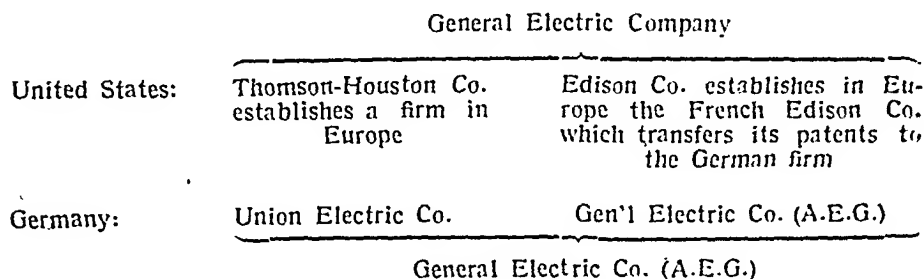 General Electric Company
United States: Thomson-Houston Co. Edison Co. establishes in Eu-
establishes a firm in rope the French Edison Co.
Europe which transfers its patents to
the German firm
Germany: Union Electric Co. Gen'l Electric Co. (A.E.G.)
General Electric Co. (A.E.G.)